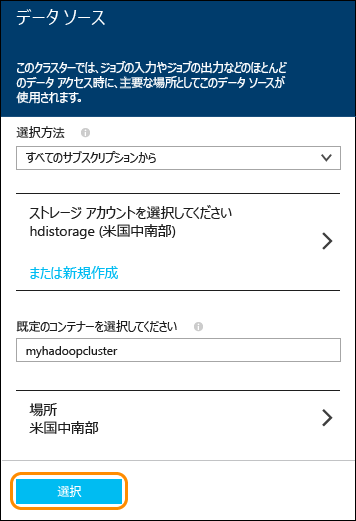 データ ソース
このクラスターでは、ジョブの入力やジョブの出力などのほとんど
のデータ アクセス時に、主要な場所としてこのデータ ソースが
使用されます。
選択方法
すべてのサブスクリプションから
ストレージ アカウントを選択してください
hdistorage (米国中南部)
または新規作成
既定のコンテナーを選択してください
myhadoopcluster
場所
米国中南部
選択